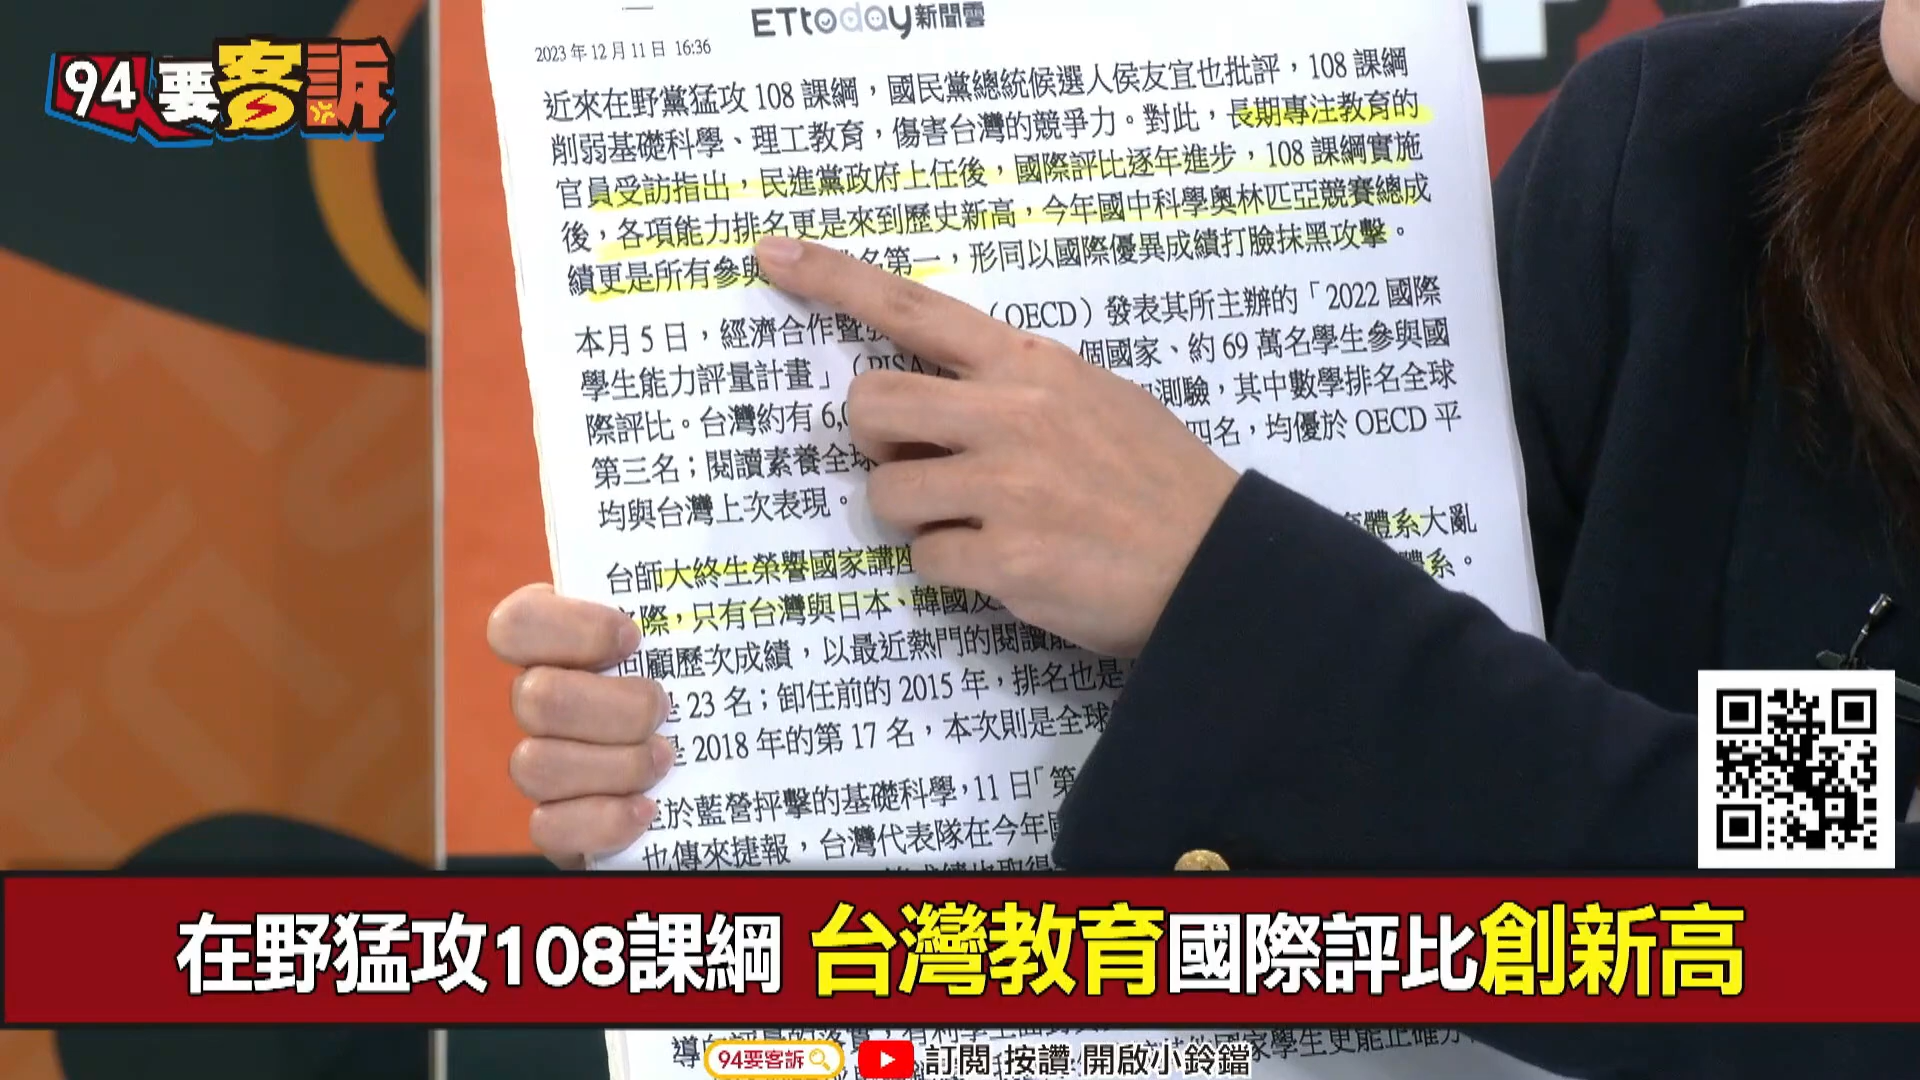 94要客訴
ETtoday新聞雲
2023年12月11日 16:36
近來在野黨猛攻108課綱，國民黨總統候選人侯友宜也批評，108課綱
削弱基礎科學、理工教育，傷害台灣的競爭力。對此，長期專注教育的
官員受訪指出，民進黨政府上任後，國際評比逐年進步，108課綱實施
後，各項能力排名更是來到歷史新高，今年國中科學奧林匹亞競賽總成
績更是所有參與 名第一，形同以國際優異成績打臉抹黑攻擊。
本月5日，經濟合作暨 （OECD）發表其所主辦的「2022國際
學生能力評量計畫」（PISA 個國家、約69萬名學生參與國
際評比。台灣約有6,0 測驗，其中數學排名全球
第三名；閱讀素養全球 四名，均優於OECD平
均與台灣上次表現。
台師大終生榮譽國家講座 體系大亂
之際，只有台灣與日本、韓國及 體系。
回顧歷次成績，以最近熱門的閱讀能
是23名；卸任前的2015年，排名也是
是2018年的第17名，本次則是全球
至於藍營抨擊的基礎科學，11日「第
也傳來捷報，台灣代表隊在今年國
在野猛攻108課綱 台灣教育國際評比創新高
94要客訴 訂閱 按讚 開啟小鈴鐺